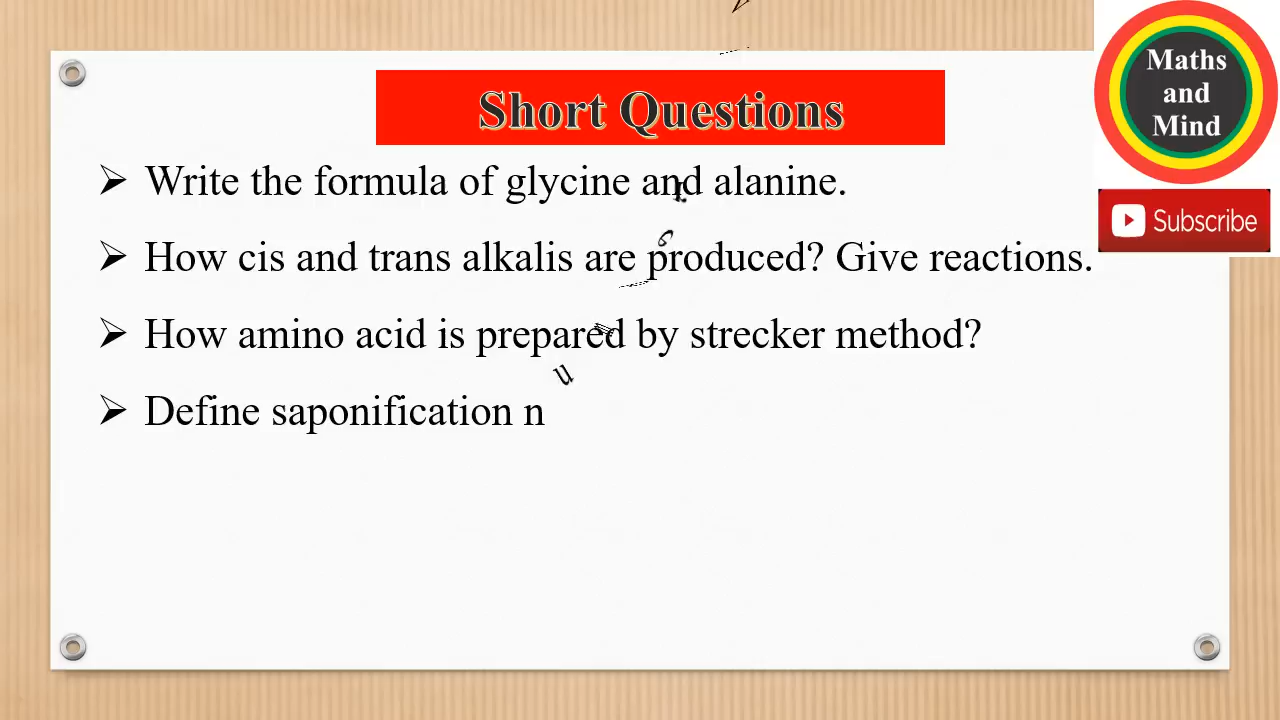 Short Questions
Maths
and
Mind
Subscribe
➢ Write the formula of glycine and alanine.
➢ How cis and trans alkalis are produced? Give reactions.
➢ How amino acid is prepared by strecker method?
➢ Define saponification n
u